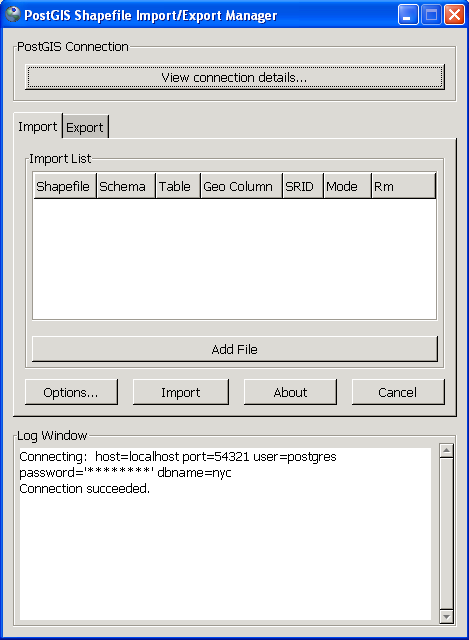 PostGIS Shapefile Import/Export Manager
PostGIS Connection
View connection details...
Import Export
Import List
Shapefile Schema Table Geo Column SRID Mode Rm
Add File
Options... Import About Cancel
Log Window
Connecting: host=localhost port=54321 user=postgres
password='********' dbname=nyc
Connection succeeded.